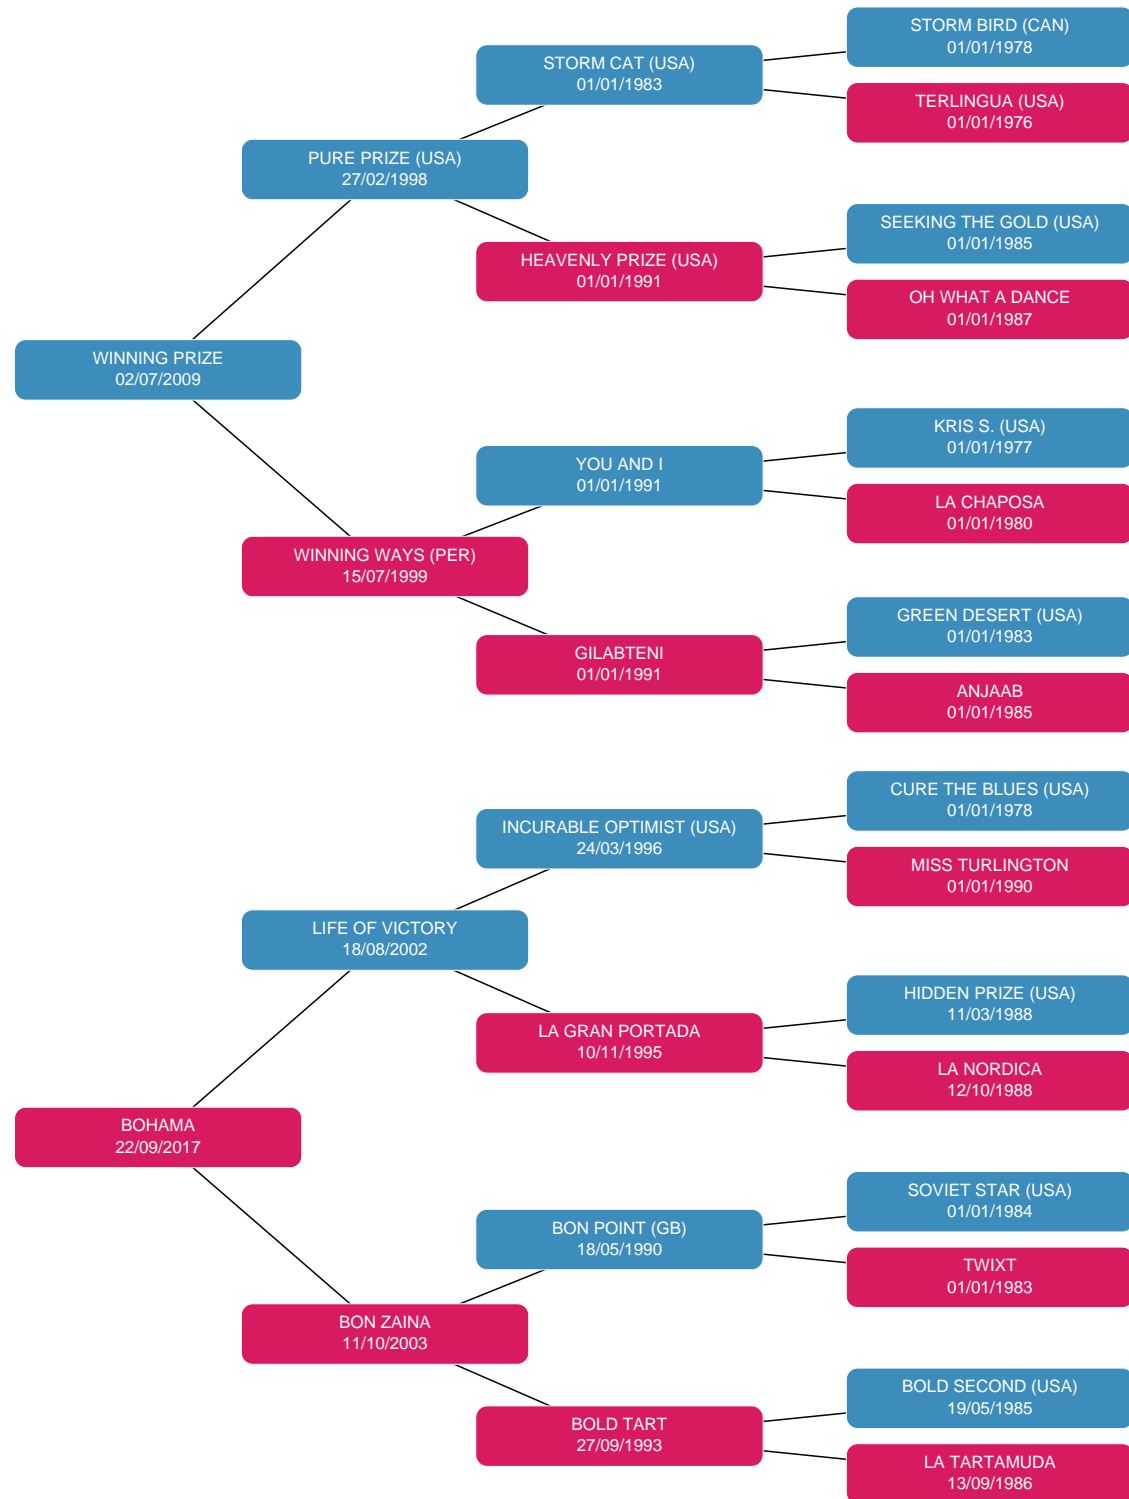 STORM BIRD (CAN)
01/01/1978
STORM CAT (USA)
01/01/1983
TERLINGUA (USA)
01/01/1976
PURE PRIZE (USA)
27/02/1998
SEEKING THE GOLD (USA)
01/01/1985
HEAVENLY PRIZE (USA)
01/01/1991
OH WHAT A DANCE
01/01/1987
WINNING PRIZE
02/07/2009
KRIS S. (USA)
01/01/1977
YOU AND I
01/01/1991
LA CHAPOSA
01/01/1980
WINNING WAYS (PER)
15/07/1999
GREEN DESERT (USA)
01/01/1983
GILABTENI
01/01/1991
ANJAAB
01/01/1985
CURE THE BLUES (USA)
01/01/1978
INCURABLE OPTIMIST (USA)
24/03/1996
MISS TURLINGTON
01/01/1990
LIFE OF VICTORY
18/08/2002
HIDDEN PRIZE (USA)
11/03/1988
LA GRAN PORTADA
10/11/1995
LA NORDICA
12/10/1988
BOHAMA
22/09/2017
SOVIET STAR (USA)
01/01/1984
BON POINT (GB)
18/05/1990
TWIXT
01/01/1983
BON ZAINA
11/10/2003
BOLD SECOND (USA)
19/05/1985
BOLD TART
27/09/1993
LA TARTAMUDA
13/09/1986